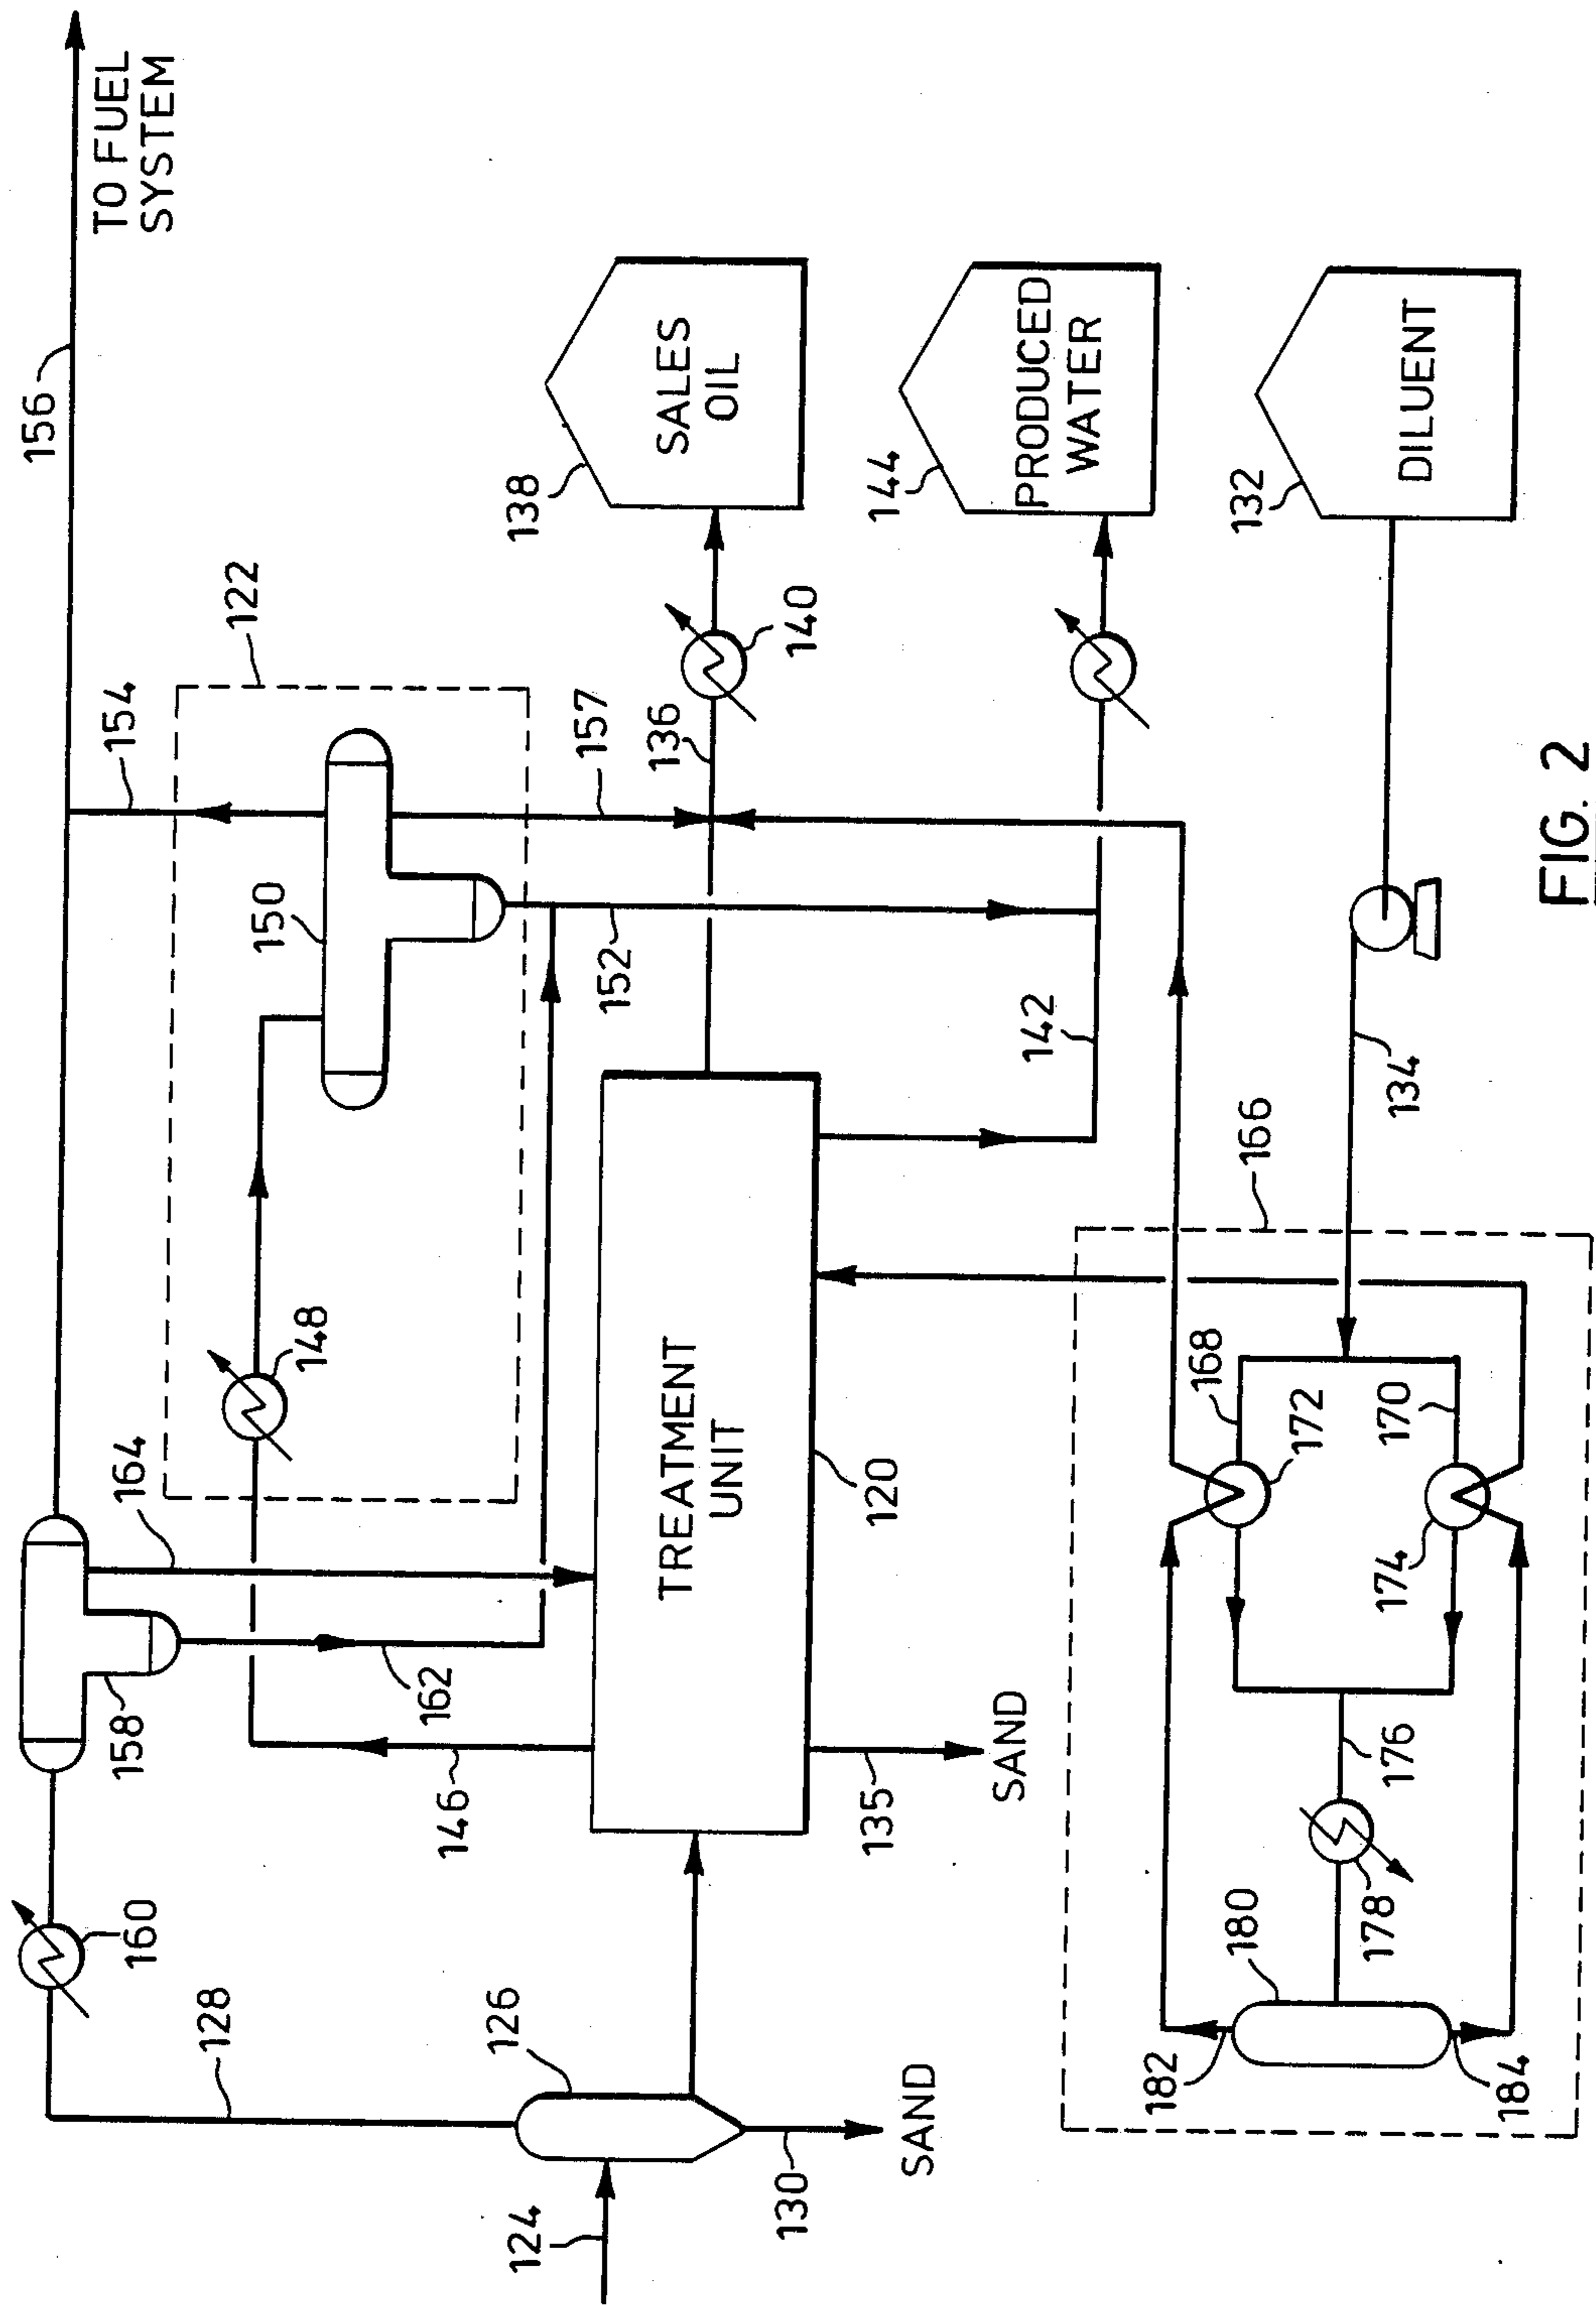 156
TO FUEL
SYSTEM
154
122
164
158
160
128
148
150
157
138
SALES
OIL
136
140
152
162
146
TREATMENT
UNIT
120
142
144
PRODUCED
WATER
126
124
130
SAND
135
SAND
132
DILUENT
134
166
168
172
170
174
176
178
180
182
184
FIG. 2